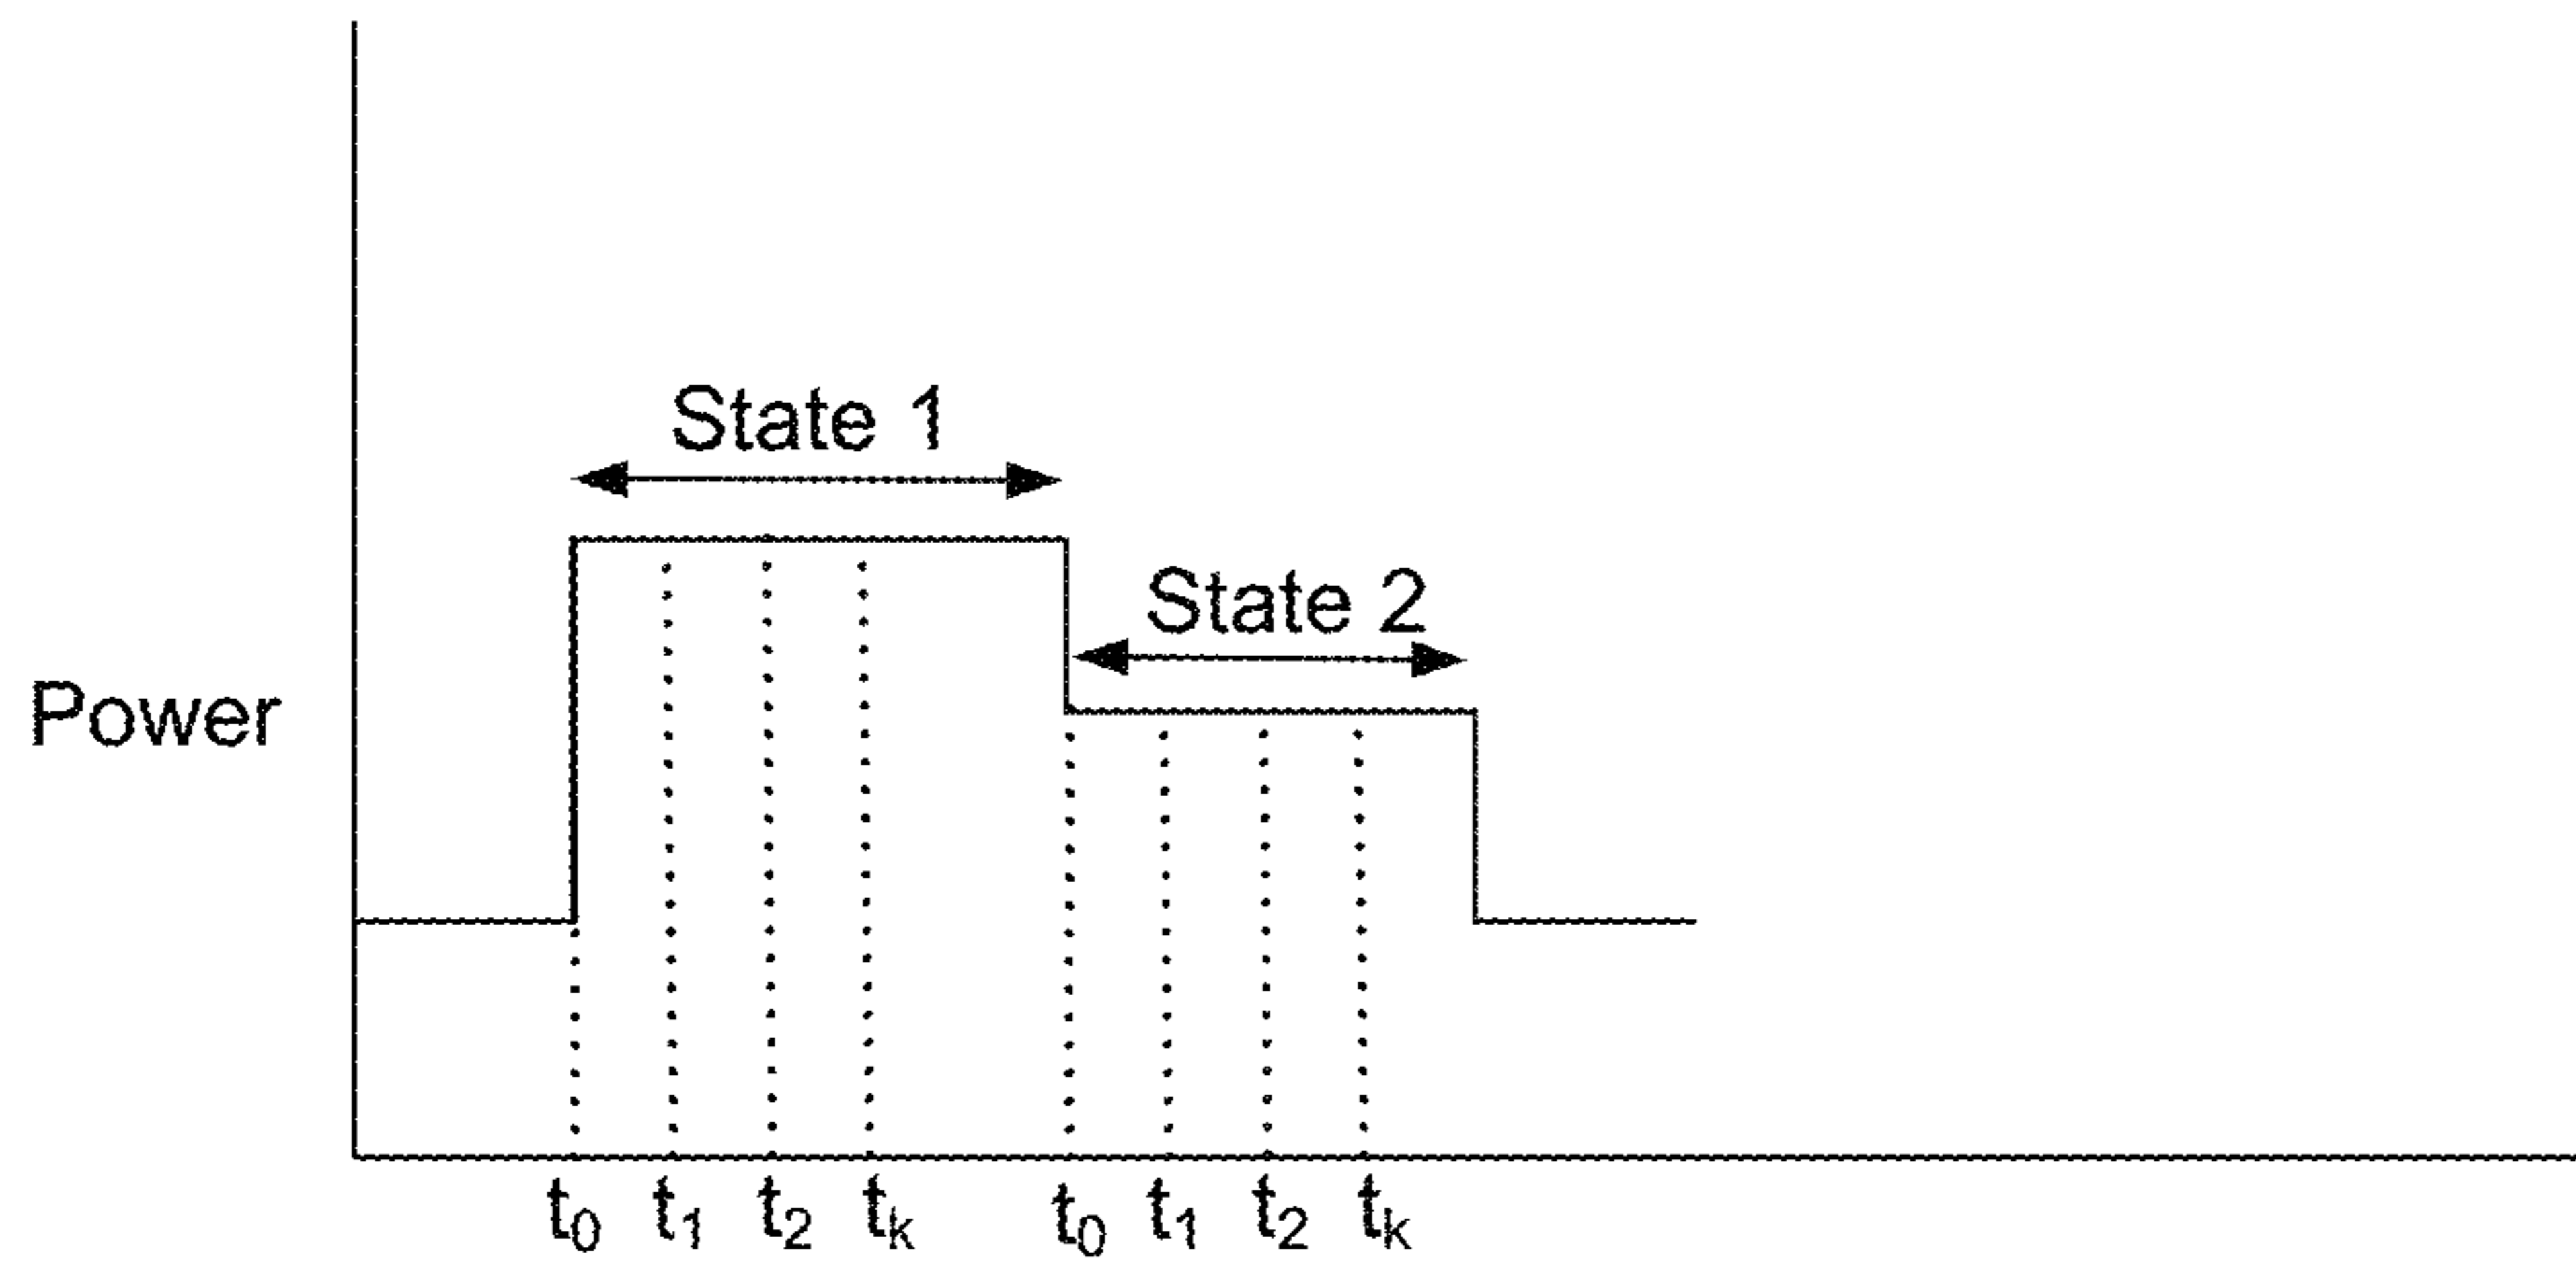 State 1
State 2
Power
t₀ t₁ t₂ tₖ t₀ t₁ t₂ tₖ